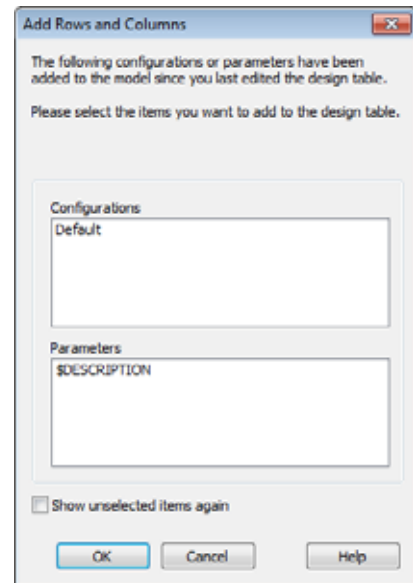 Add Rows and Columns
The following configurations or parameters have been
added to the model since you last edited the design table.
Please select the items you want to add to the design table.
Configurations
Default
Parameters
$DESCRIPTION
Show unselected items again
OK
Cancel
Help